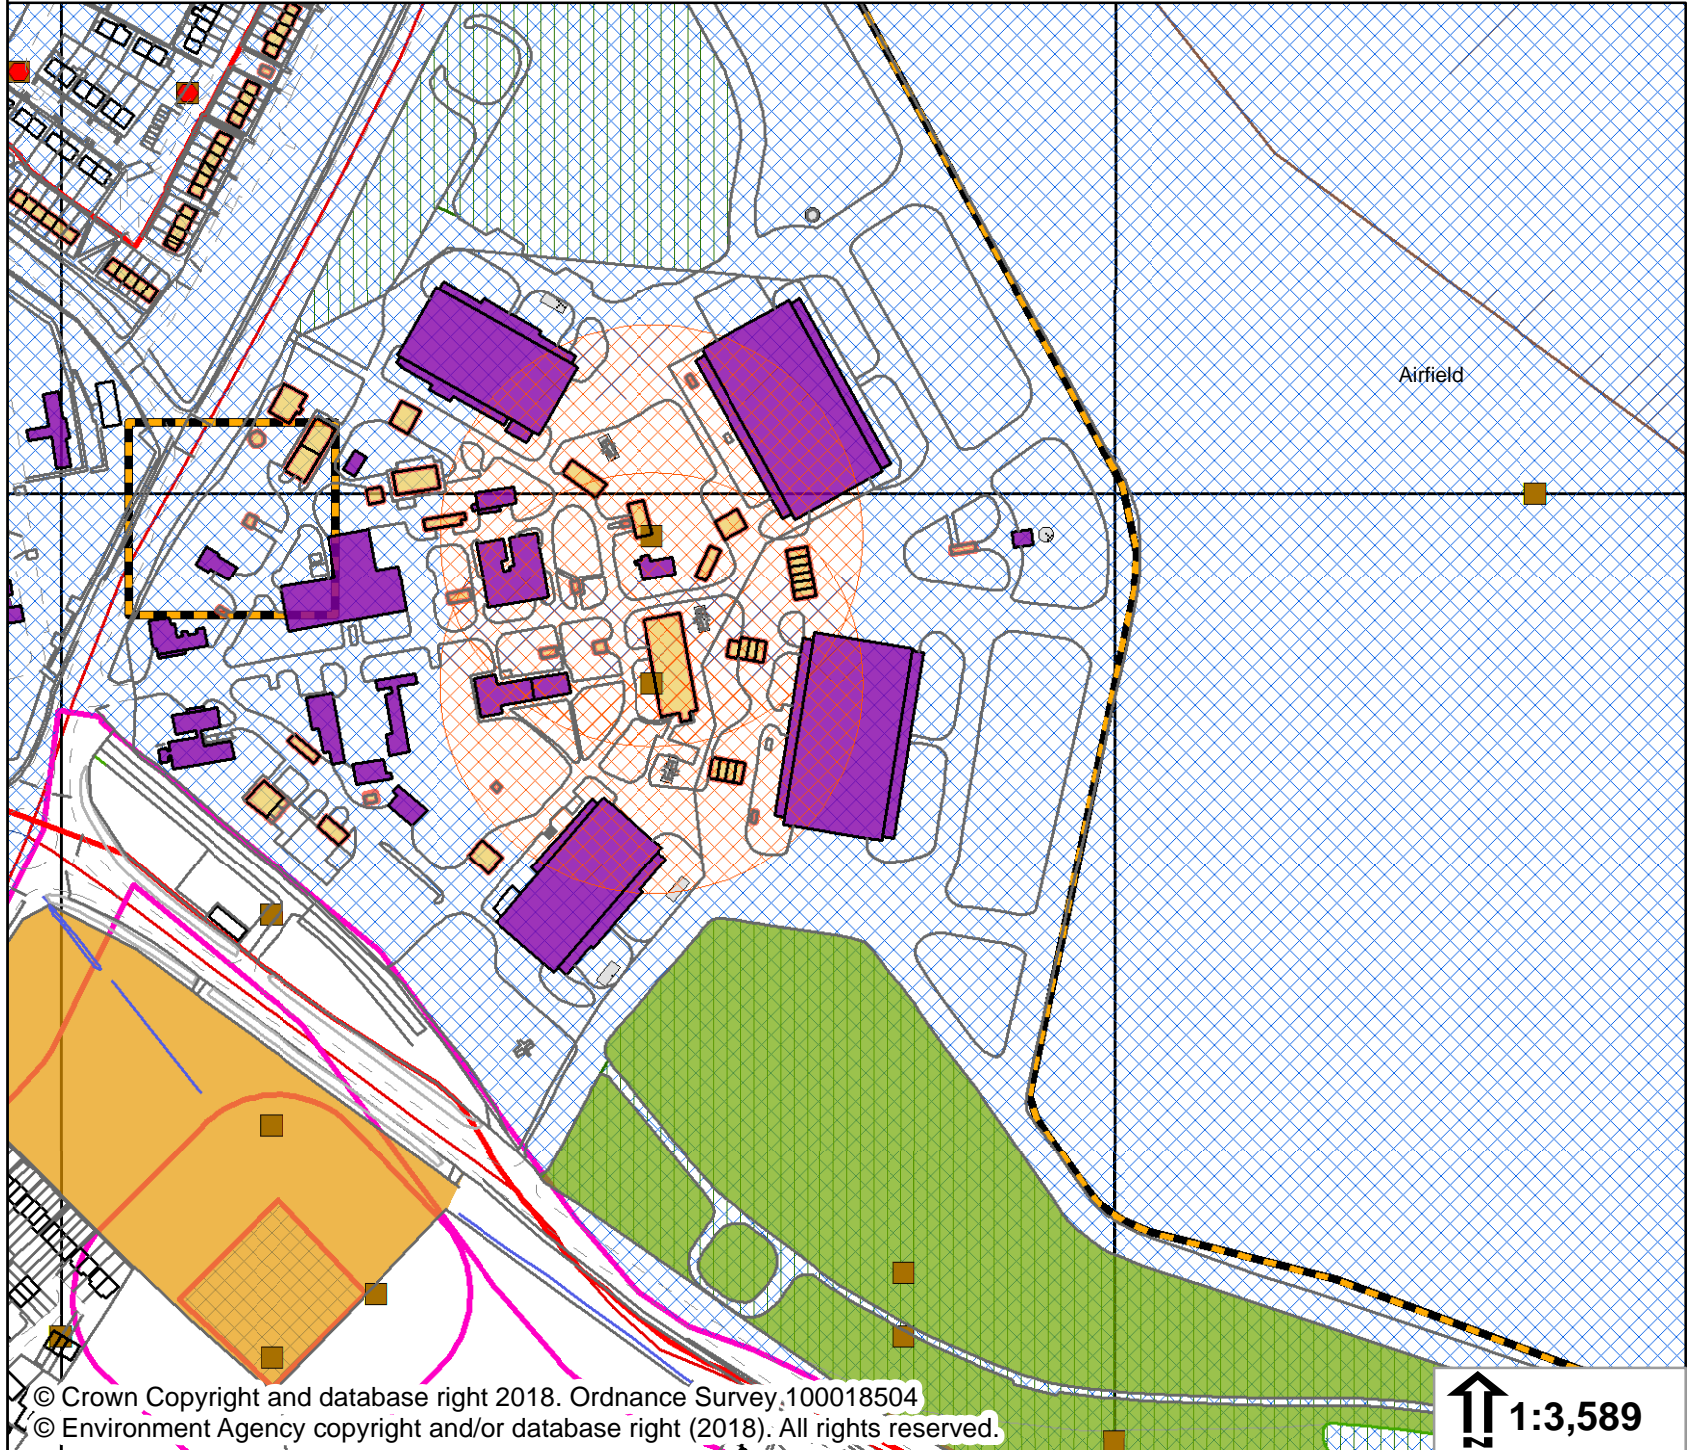 Airfield
© Crown Copyright and database right 2018. Ordnance Survey 100018504
© Environment Agency copyright and/or database right (2018). All rights reserved.
1:3,589
N